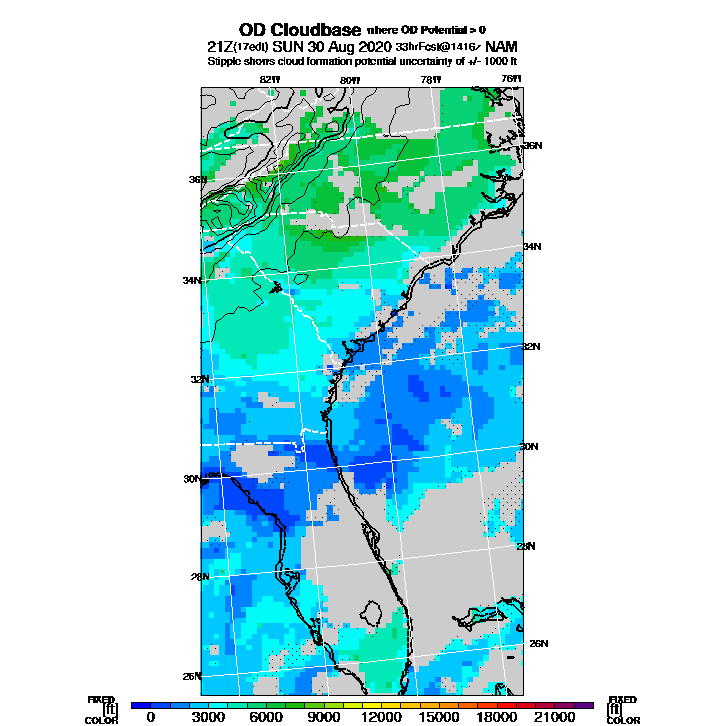 OD Cloudbase where OD Potential > 0
21Z(17edt) SUN 30 Aug 2020 33hrFcst@1416z NAM
Stipple shows cloud formation potential uncertainty of +/- 1000 ft
82W 80W 78W 76W
36N
36N
34N
34N
32N
32N
30N
30N
28N
28N
26N
26N
FIXED FIXED
[ft] [ft]
COLOR 0 3000 6000 9000 12000 15000 18000 21000 COLOR